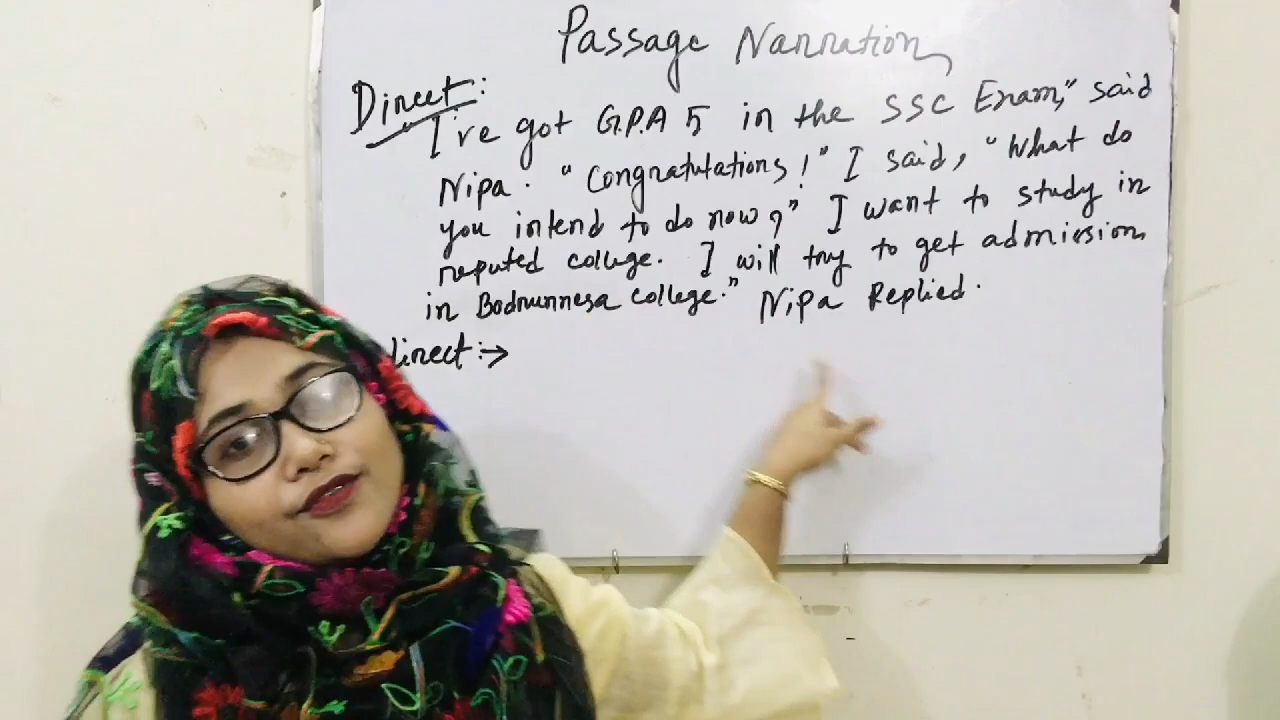 Passage Narration
Direct:
"I've got G.P.A 5 in the SSC Exam," said
Nipa. "Congratulations!" I said, "What do
you intend to do now?" I want to study in
reputed college. I will try to get admission
in Badrunnesa college." Nipa Replied.
direct :→